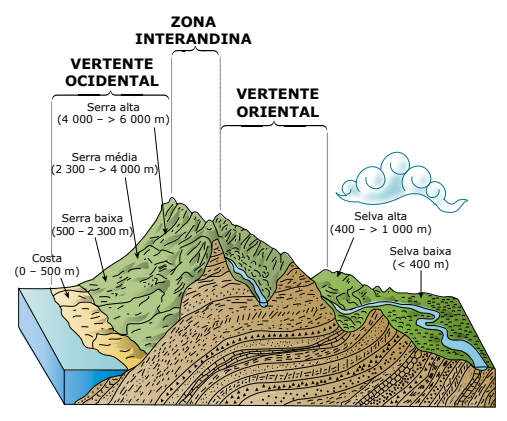 ZONA
INTERANDINA
VERTENTE
OCIDENTAL
VERTENTE
ORIENTAL
Serra alta
(4 000 – > 6 000 m)
Serra média
(2 300 – > 4 000 m)
Serra baixa
(500 – 2 300 m)
Costa
(0 – 500 m)
Selva alta
(400 – > 1 000 m)
Selva baixa
(< 400 m)